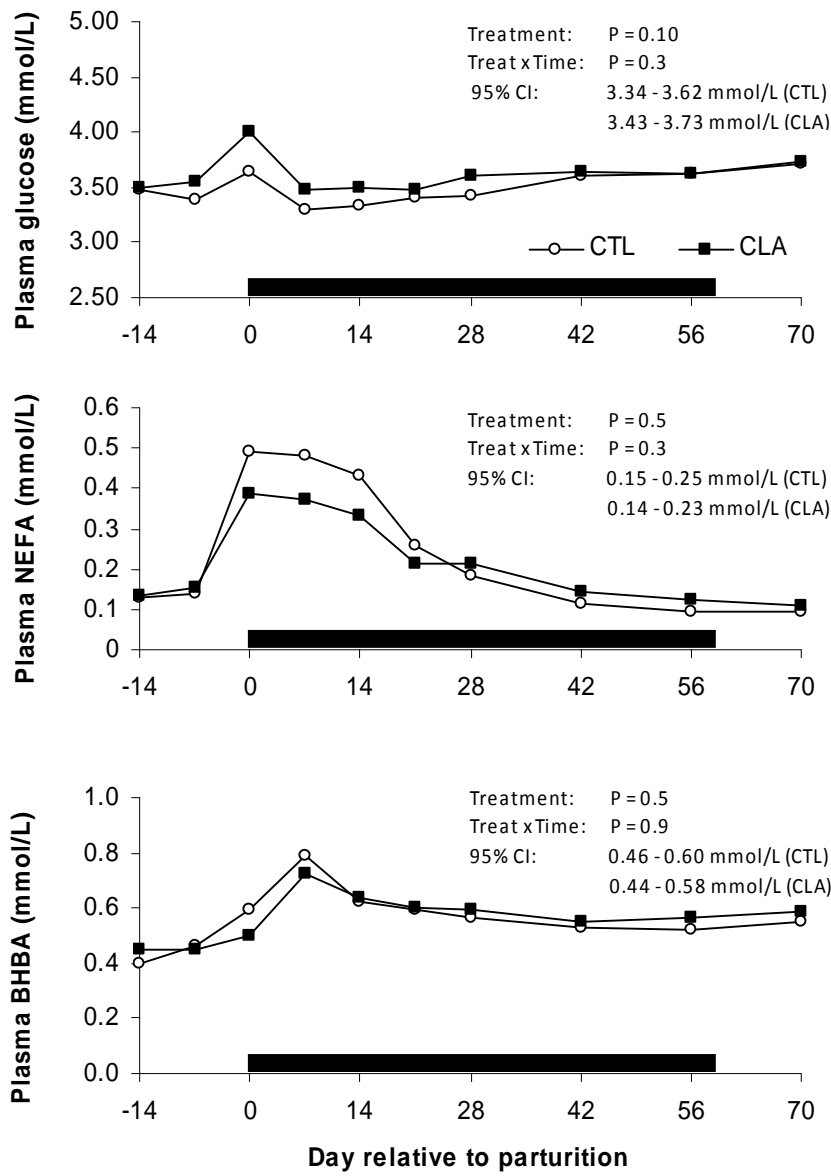 Plasma glucose (mmol/L)
5.00
4.50
4.00
3.50
3.00
2.50
Treatment: P = 0.10
Treat x Time: P = 0.3
95% CI: 3.34 - 3.62 mmol/L (CTL)
3.43 - 3.73 mmol/L (CLA)
CTL CLA
-14 0 14 28 42 56 70
Plasma NEFA (mmol/L)
0.6
0.5
0.4
0.3
0.2
0.1
0
Treatment: P = 0.5
Treat x Time: P = 0.3
95% CI: 0.15 - 0.25 mmol/L (CTL)
0.14 - 0.23 mmol/L (CLA)
-14 0 14 28 42 56 70
Plasma BHBA (mmol/L)
1.0
0.8
0.6
0.4
0.2
0.0
Treatment: P = 0.5
Treat x Time: P = 0.9
95% CI: 0.46 - 0.60 mmol/L (CTL)
0.44 - 0.58 mmol/L (CLA)
-14 0 14 28 42 56 70
Day relative to parturition